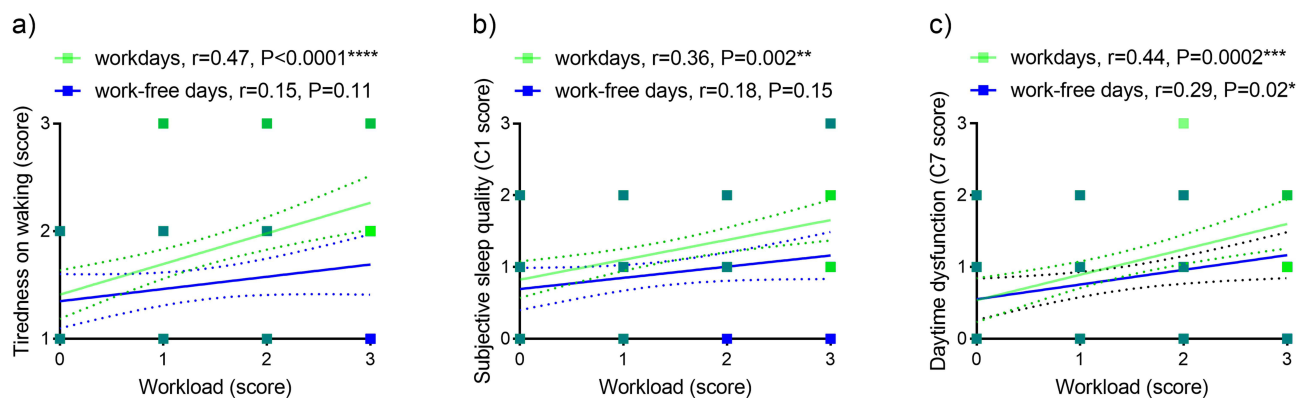 a)
workdays, r=0.47, P<0.0001****
work-free days, r=0.15, P=0.11
Tiredness on waking (score)
3
2
1
0 1 2 3
Workload (score)
b)
workdays, r=0.36, P=0.002**
work-free days, r=0.18, P=0.15
Subjective sleep quality (C1 score)
3
2
1
0
0 1 2 3
Workload (score)
c)
workdays, r=0.44, P=0.0002***
work-free days, r=0.29, P=0.02*
Daytime dysfunction (C7 score)
3
2
1
0
0 1 2 3
Workload (score)